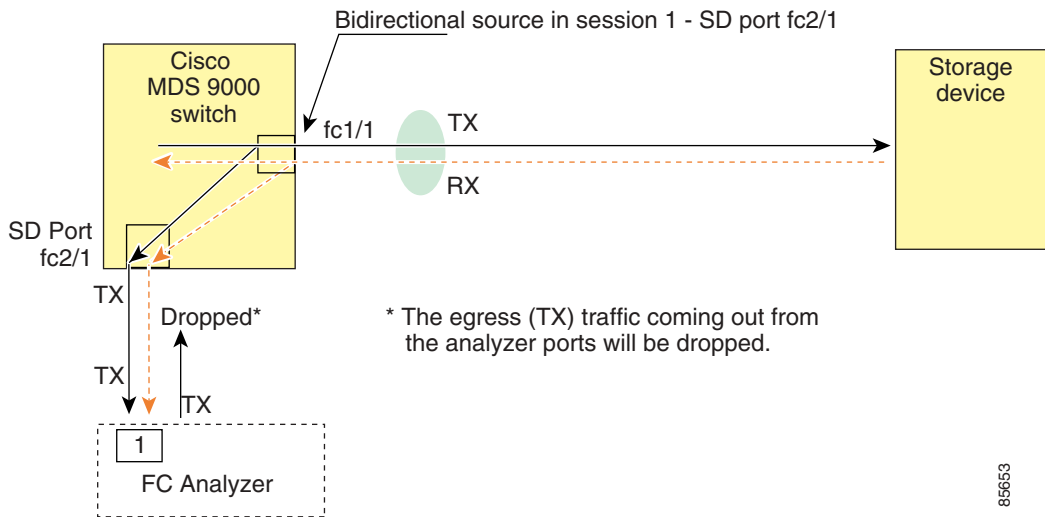 Bidirectional source in session 1 - SD port fc2/1
Cisco
MDS 9000
switch
Storage
device
fc1/1
TX
RX
SD Port
fc2/1
TX
Dropped*
* The egress (TX) traffic coming out from
the analyzer ports will be dropped.
TX
TX
1
FC Analyzer
85653